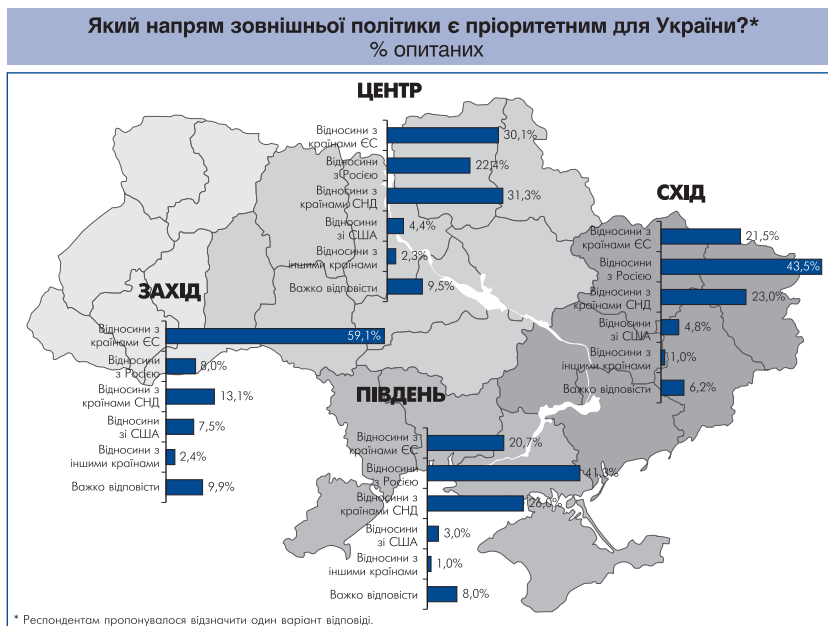 Який напрям зовнішньої політики є пріоритетним для України?*
% опитаних
ЦЕНТР
Відносини з
країнами ЄС
30,1%
Відносини
з Росією
22,4%
Відносини з
країнами СНД
31,3%
Відносини
зі США
4,4%
Відносини з
іншими країнами
2,3%
Важко відповісти
9,5%
СХІД
Відносини з
країнами ЄС
21,5%
Відносини
з Росією
43,5%
Відносини з
країнами СНД
23,0%
Відносини
зі США
4,8%
Відносини з
іншими країнами
1,0%
Важко відповісти
6,2%
ЗАХІД
Відносини з
країнами ЄС
59,1%
Відносини
з Росією
8,0%
Відносини з
країнами СНД
13,1%
Відносини
зі США
7,5%
Відносини з
іншими країнами
2,4%
Важко відповісти
9,9%
ПІВДЕНЬ
Відносини з
країнами ЄС
20,7%
Відносини
з Росією
41,3%
Відносини з
країнами СНД
26,0%
Відносини
зі США
3,0%
Відносини з
іншими країнами
1,0%
Важко відповісти
8,0%
* Респондентам пропонувалося відзначити один варіант відповіді.